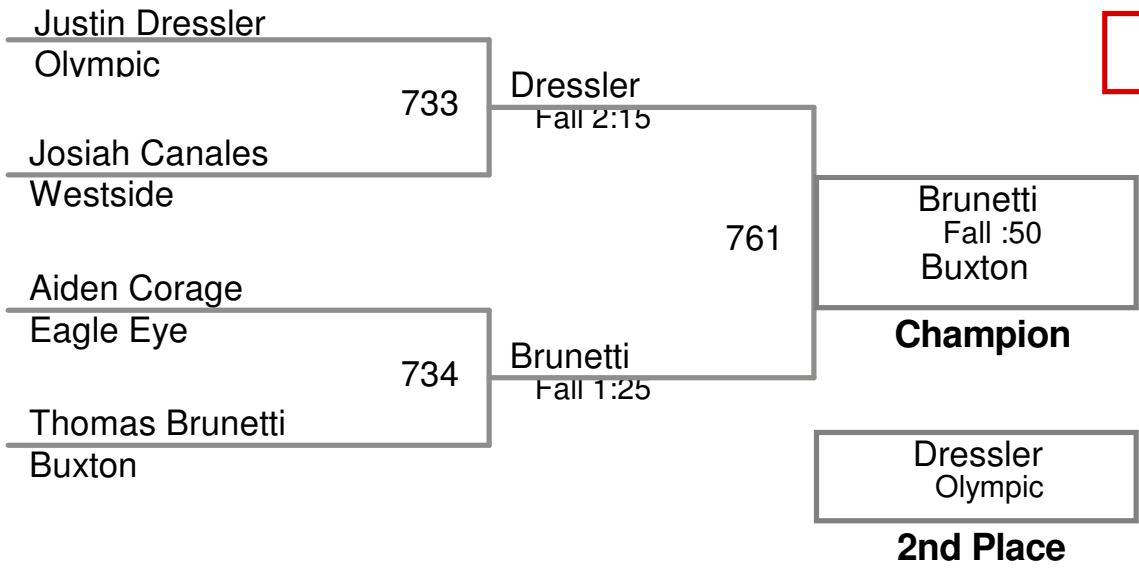 Justin Dressler
Olympic
733
Dressler
Fall 2:15
Josiah Canales
Westside
761
Brunetti
Fall :50
Buxton
Champion
Aiden Corage
Eagle Eye
734
Brunetti
Fall 1:25
Thomas Brunetti
Buxton
Dressler
Olympic
2nd Place